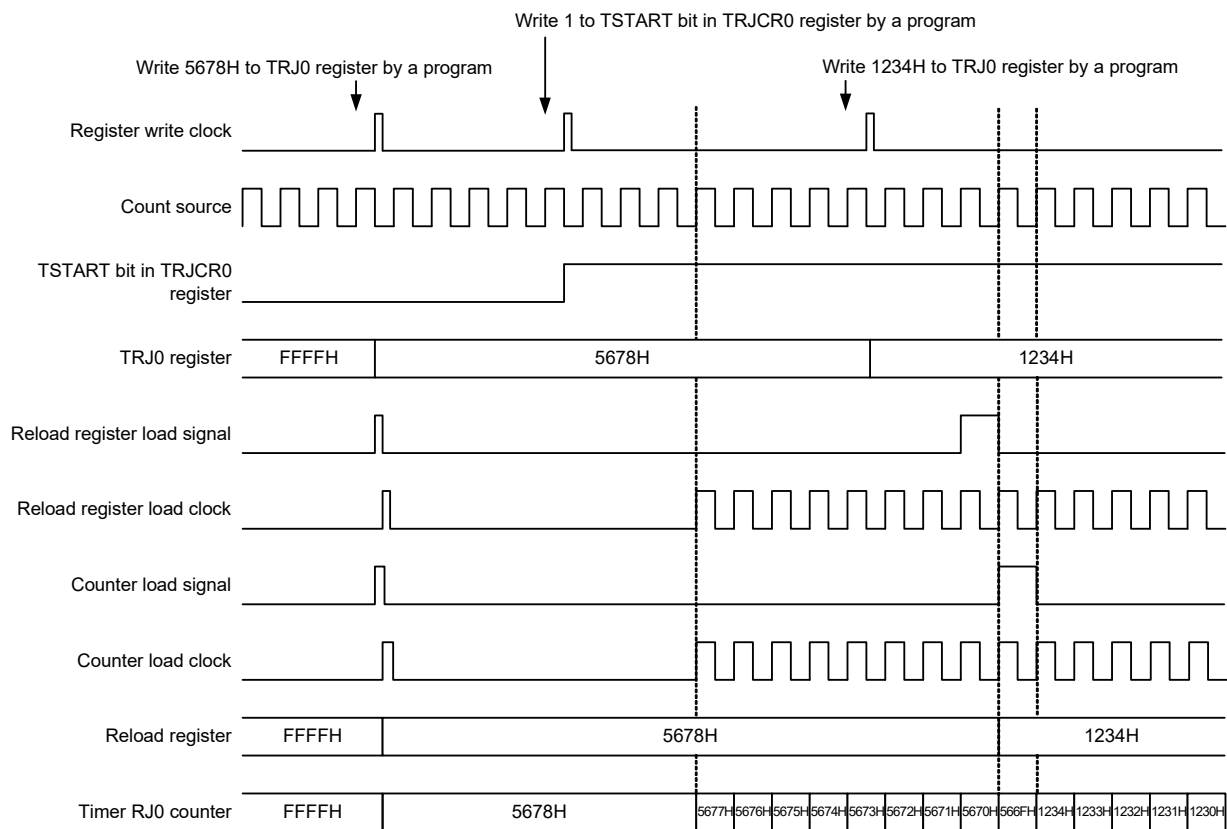 Write 1 to TSTART bit in TRJCR0 register by a program
Write 5678H to TRJ0 register by a program
Write 1234H to TRJ0 register by a program
Register write clock
Count source
TSTART bit in TRJCR0
register
TRJ0 register FFFFH 5678H 1234H
Reload register load signal
Reload register load clock
Counter load signal
Counter load clock
Reload register FFFFH 5678H 1234H
Timer RJ0 counter FFFFH 5678H 5677H 5676H 5675H 5674H 5673H 5672H 5671H 5670H 566FH 1234H 1233H 1232H 1231H 1230H